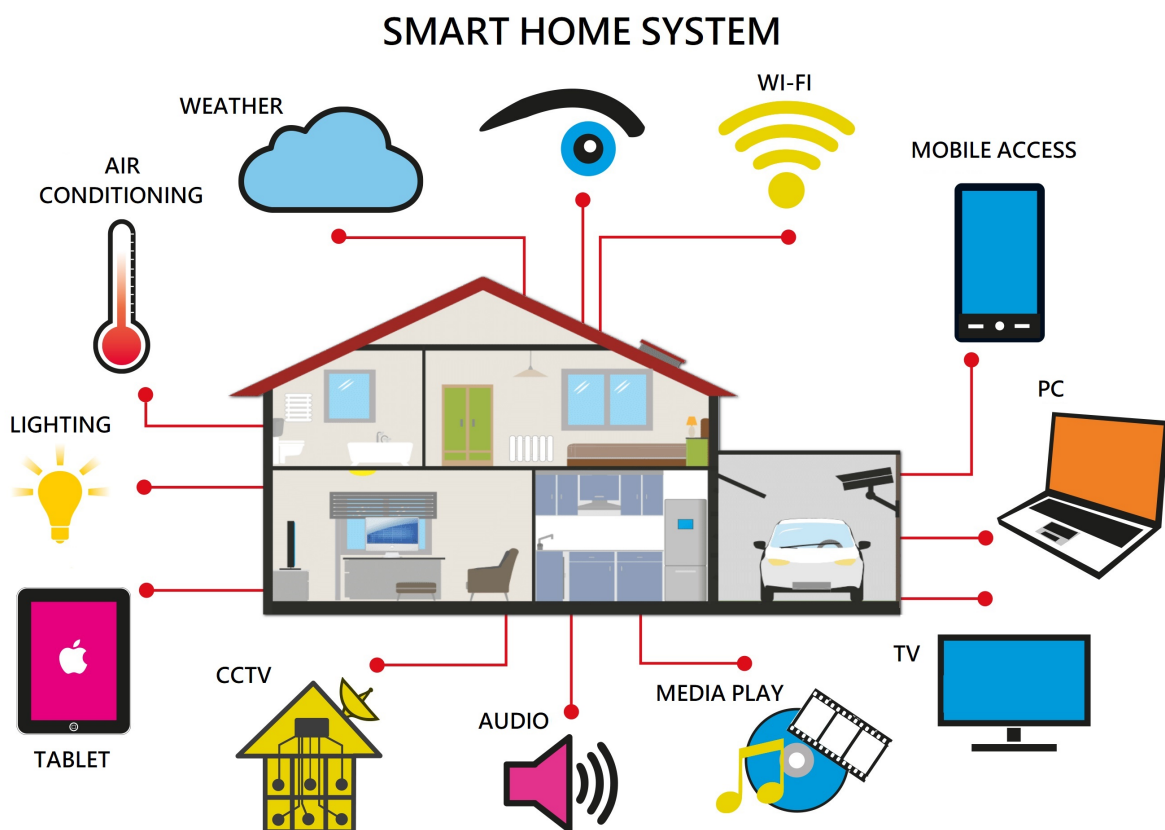 SMART HOME SYSTEM
WEATHER
WI-FI
AIR
CONDITIONING
MOBILE ACCESS
LIGHTING
PC
TABLET
CCTV
AUDIO
MEDIA PLAY
TV